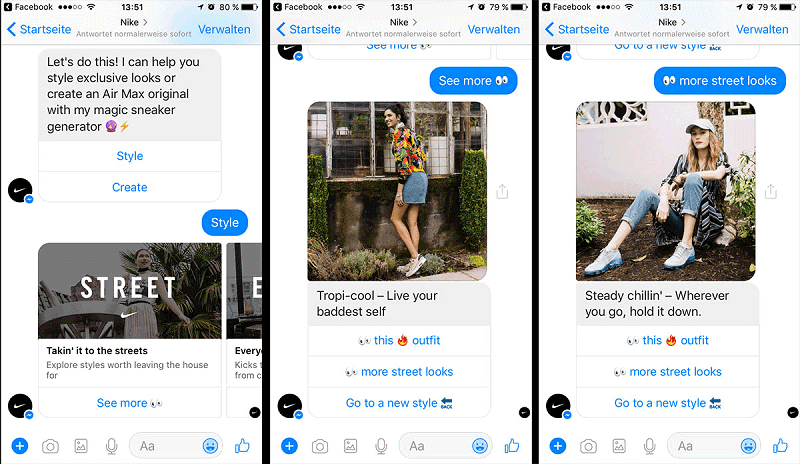 Facebook 13:51 80 %
Startseite Nike > Verwalten
Antwortet normalerweise sofort
Let's do this! I can help you
style exclusive looks or
create an Air Max original
with my magic sneaker
generator 🔮⚡
Style
Create
Style
STREET
Takin' it to the streets
Explore styles worth leaving the house
for
See more 👀
E
Every
Kicks
from c
Aa
Facebook 13:51 79 %
Startseite Nike > Verwalten
Antwortet normalerweise sofort
See more 👀
See more 👀
Tropi-cool – Live your
baddest self
👀 this 🔥 outfit
👀 more street looks
Go to a new style 🔙
Aa
Facebook 13:51 79 %
Startseite Nike > Verwalten
Antwortet normalerweise sofort
Go to a new style 🔙
👀 more street looks
Steady chillin' – Wherever
you go, hold it down.
👀 this 🔥 outfit
👀 more street looks
Go to a new style 🔙
Aa